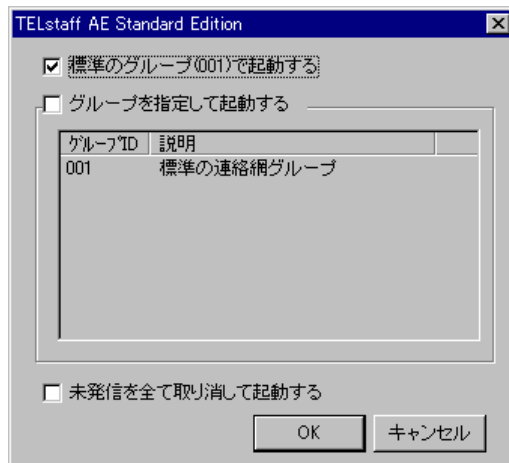 TELstaff AE Standard Edition
標準のグループ(001)で起動する
グループを指定して起動する
グループID 説明
001 標準の連絡網グループ
未発信を全て取り消して起動する
OK キャンセル